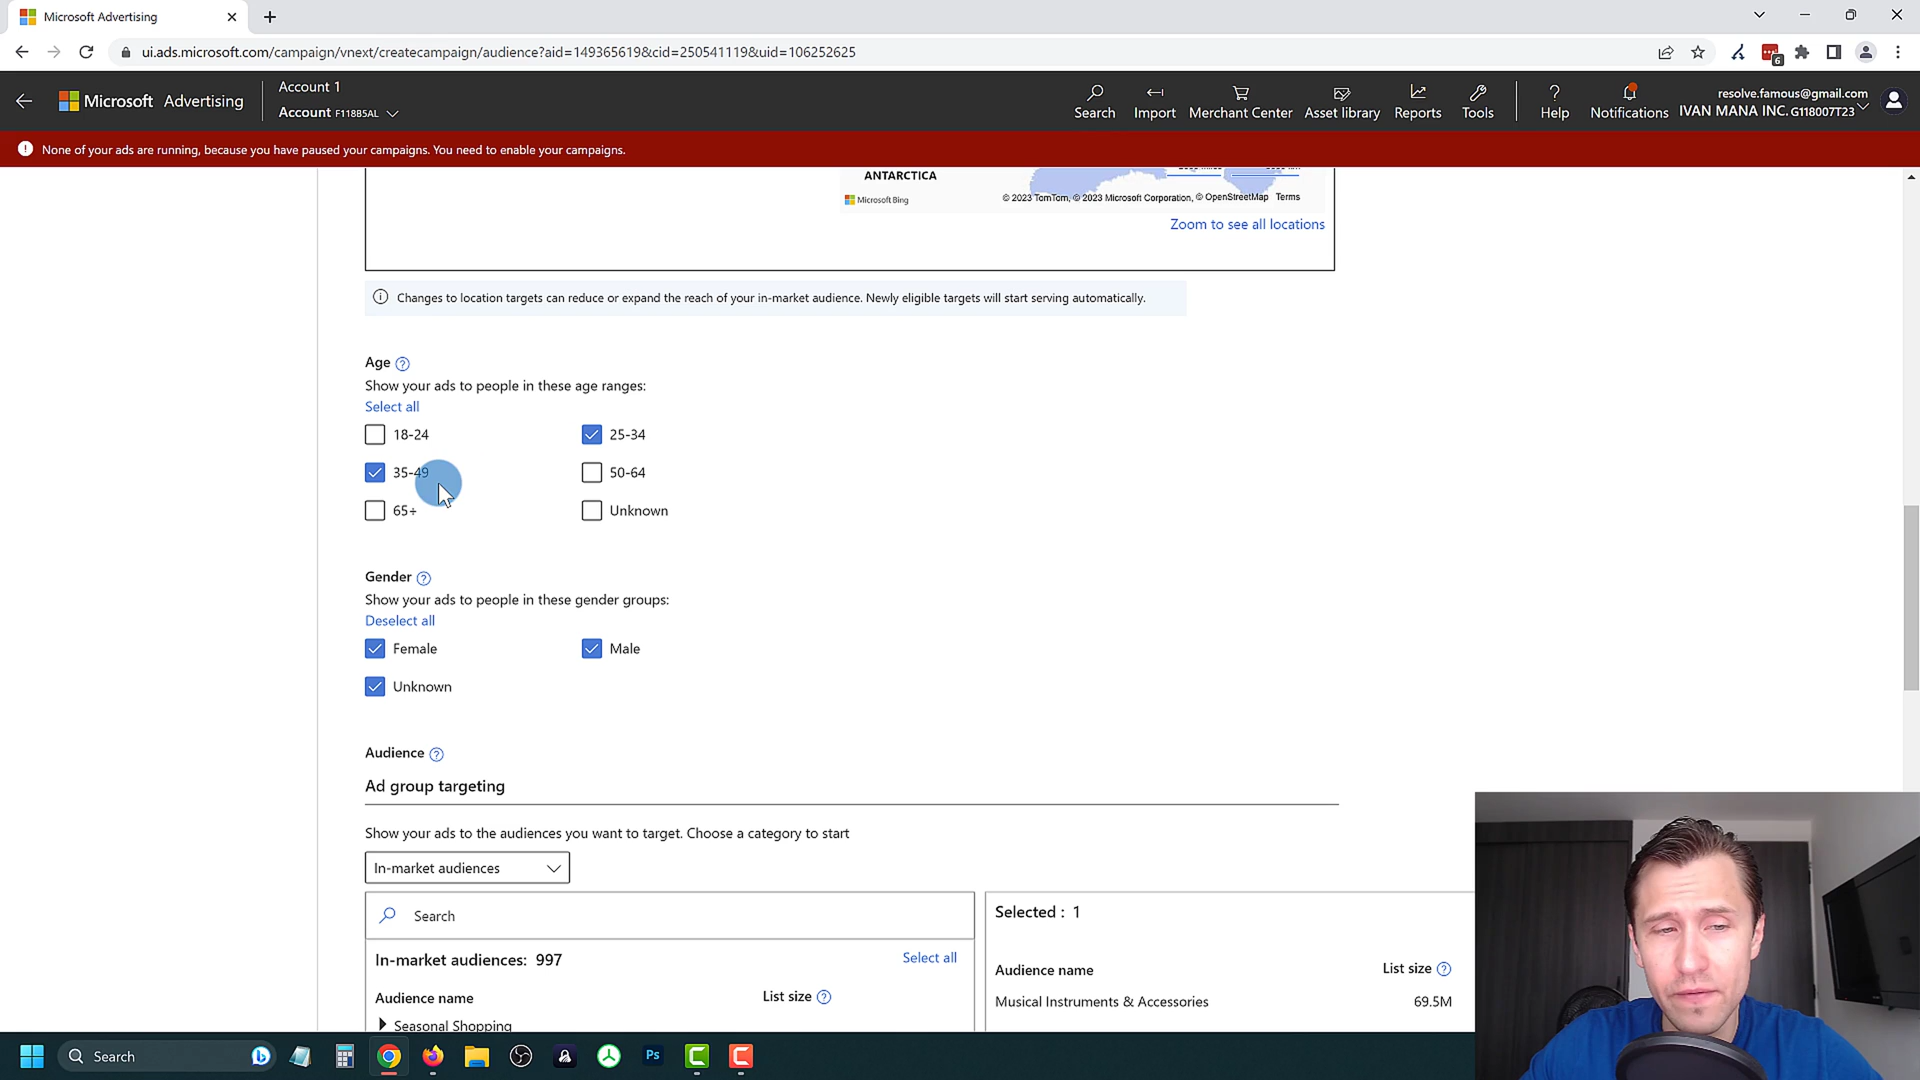 Microsoft Advertising
ui.ads.microsoft.com/campaign/vnext/createcampaign/audience?aid=149365619&cid=250541119&uid=106252625
6
Microsoft Advertising
Account 1
Account F118B5AL
Search
Import
Merchant Center
Asset library
Reports
Tools
Help
Notifications
resolve.famous@gmail.com
IVAN MANA INC. G118007T23
None of your ads are running, because you have paused your campaigns. You need to enable your campaigns.
ANTARCTICA
Microsoft Bing
© 2023 TomTom, © 2023 Microsoft Corporation, © OpenStreetMap Terms
Zoom to see all locations
Changes to location targets can reduce or expand the reach of your in-market audience. Newly eligible targets will start serving automatically.
Age
Show your ads to people in these age ranges:
Select all
18-24
25-34
35-49
50-64
65+
Unknown
Gender
Show your ads to people in these gender groups:
Deselect all
Female
Male
Unknown
Audience
Ad group targeting
Show your ads to the audiences you want to target. Choose a category to start
In-market audiences
Search
Selected : 1
In-market audiences: 997
Select all
Audience name
List size
Audience name
List size
Musical Instruments & Accessories
69.5M
Seasonal Shopping
Search
Ps